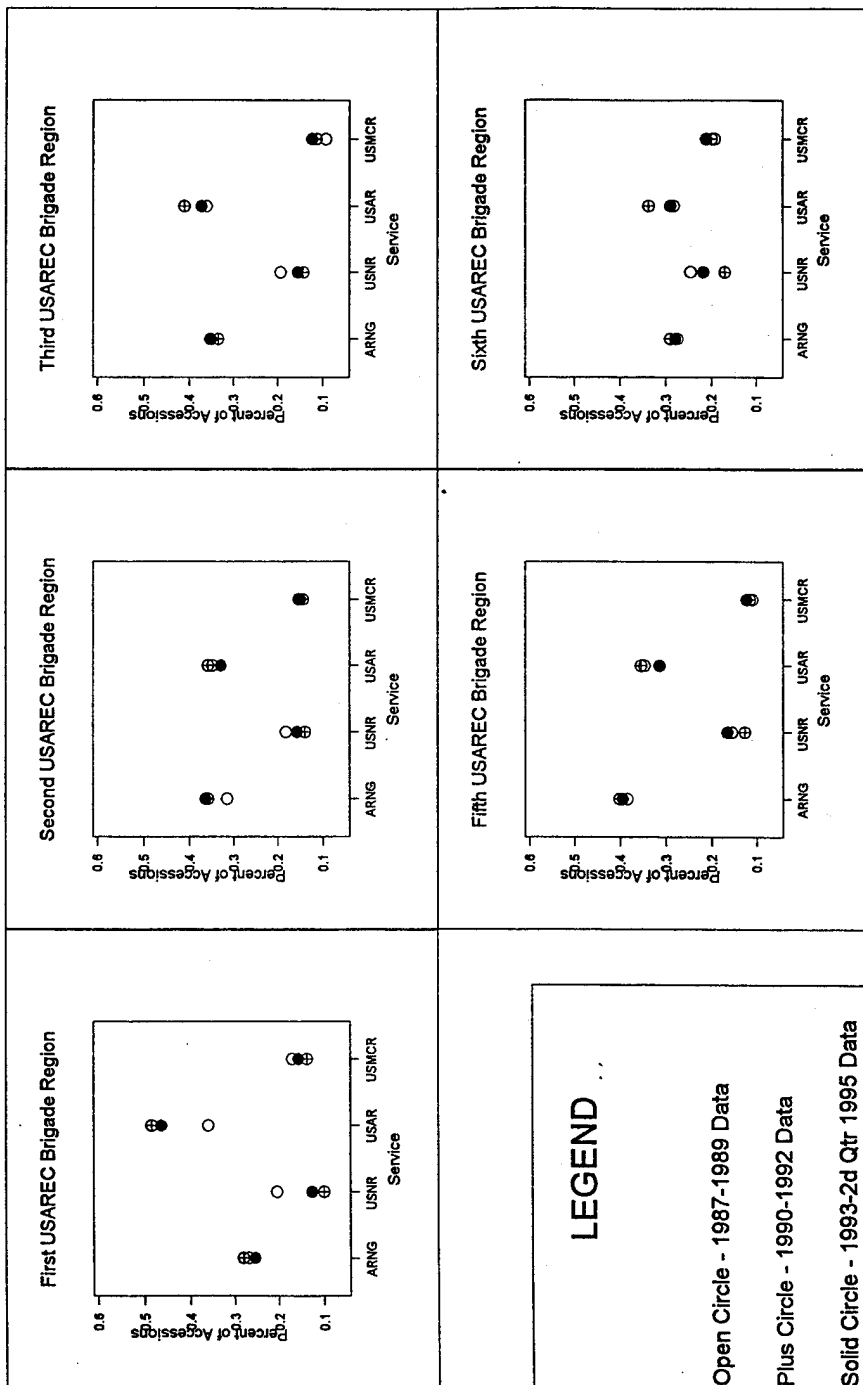 First USAREC Brigade Region
0.6
0.5
0.4
0.3
0.2
0.1
Percent of Accessions
ARNG USNR USAR USMCR
Service
Second USAREC Brigade Region
0.6
0.5
0.4
0.3
0.2
0.1
Percent of Accessions
ARNG USNR USAR USMCR
Service
Third USAREC Brigade Region
0.6
0.5
0.4
0.3
0.2
0.1
Percent of Accessions
ARNG USNR USAR USMCR
Service
LEGEND
Open Circle - 1987-1989 Data
Plus Circle - 1990-1992 Data
Solid Circle - 1993-2d Qtr 1995 Data
Fifth USAREC Brigade Region
0.6
0.5
0.4
0.3
0.2
0.1
Percent of Accessions
ARNG USNR USAR USMCR
Service
Sixth USAREC Brigade Region
0.6
0.5
0.4
0.3
0.2
0.1
Percent of Accessions
ARNG USNR USAR USMCR
Service